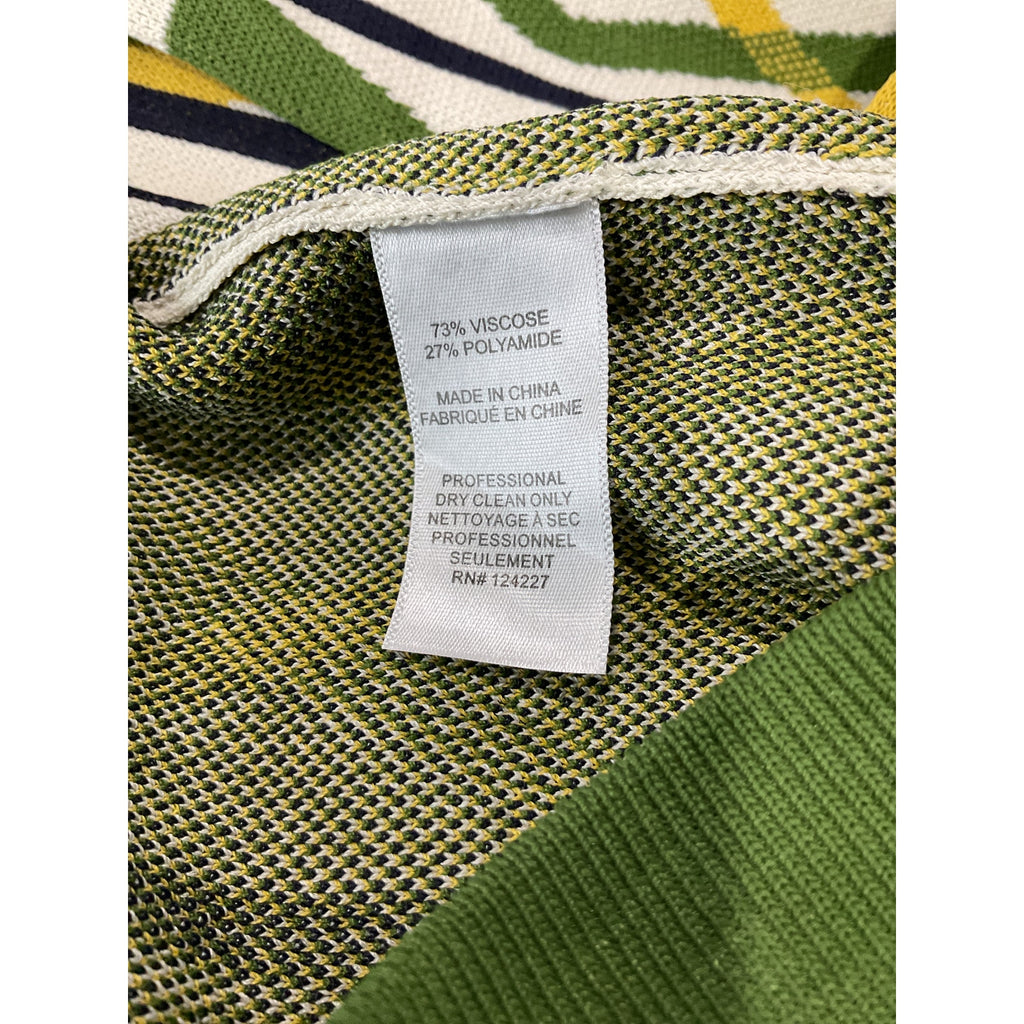 73% VISCOSE
27% POLYAMIDE
MADE IN CHINA
FABRIQUÉ EN CHINE
PROFESSIONAL
DRY CLEAN ONLY
NETTOYAGE À SEC
PROFESSIONNEL
SEULEMENT
RN# 124227